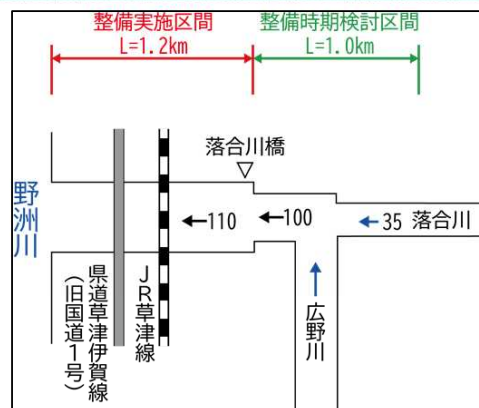 整備実施区間
L=1.2km
整備時期検討区間
L=1.0km
落合川橋
野洲川
←110
←100
←35 落合川
県道草津伊賀線
(旧国道1号)
JR草津線
広野川